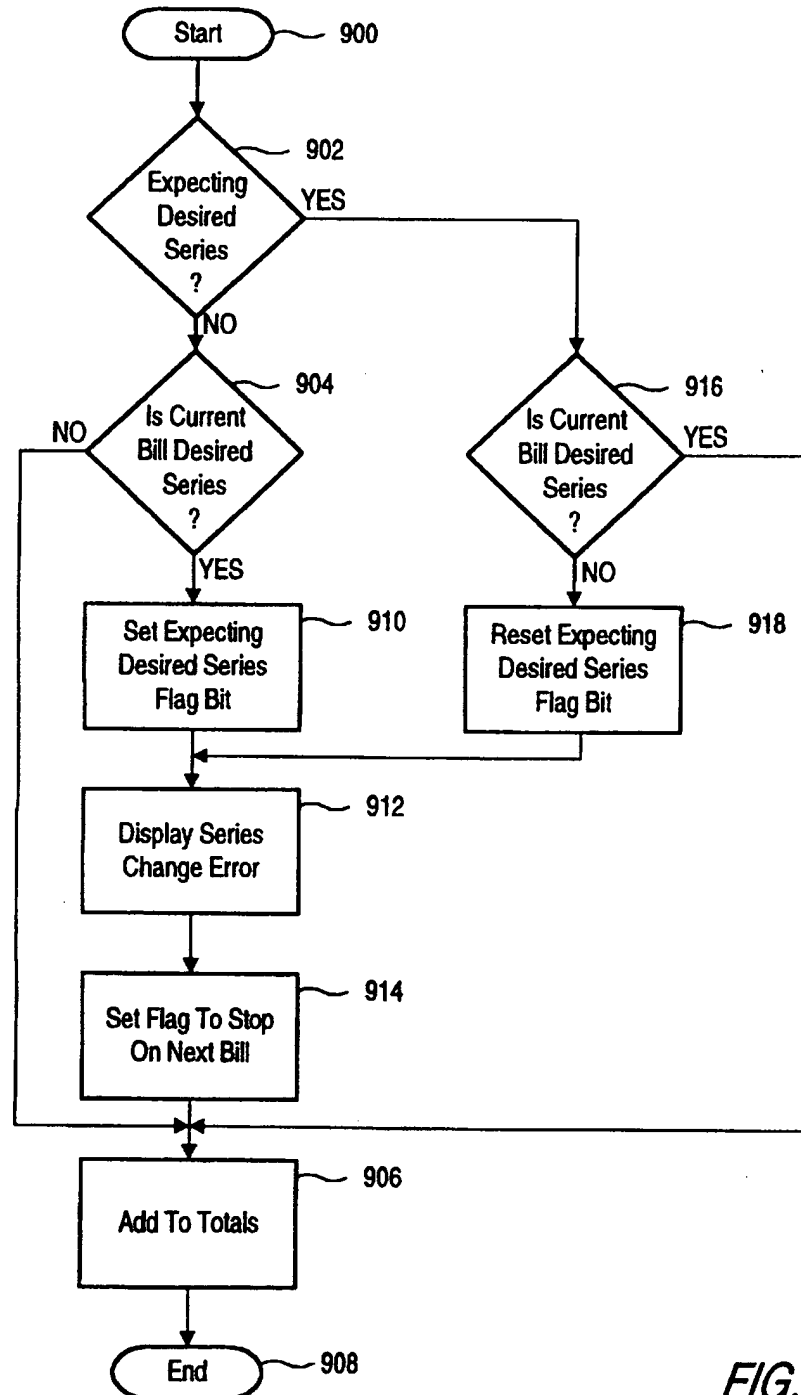 Start
900
902
Expecting
Desired
Series
?
YES
NO
904
Is Current
Bill Desired
Series
?
NO
YES
916
Is Current
Bill Desired
Series
?
YES
NO
910
Set Expecting
Desired Series
Flag Bit
918
Reset Expecting
Desired Series
Flag Bit
912
Display Series
Change Error
914
Set Flag To Stop
On Next Bill
906
Add To Totals
End
908
FIG.